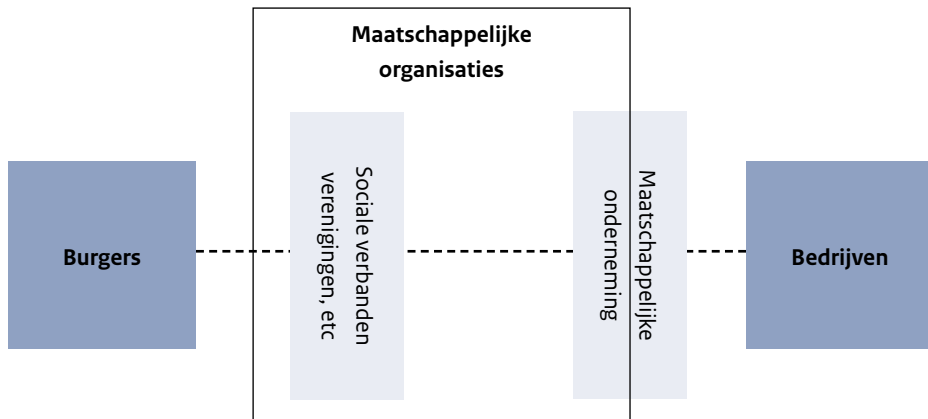 Maatschappelijke
organisaties
Burgers
Sociale verbanden
verenigingen, etc
Maatschappelijke
onderneming
Bedrijven